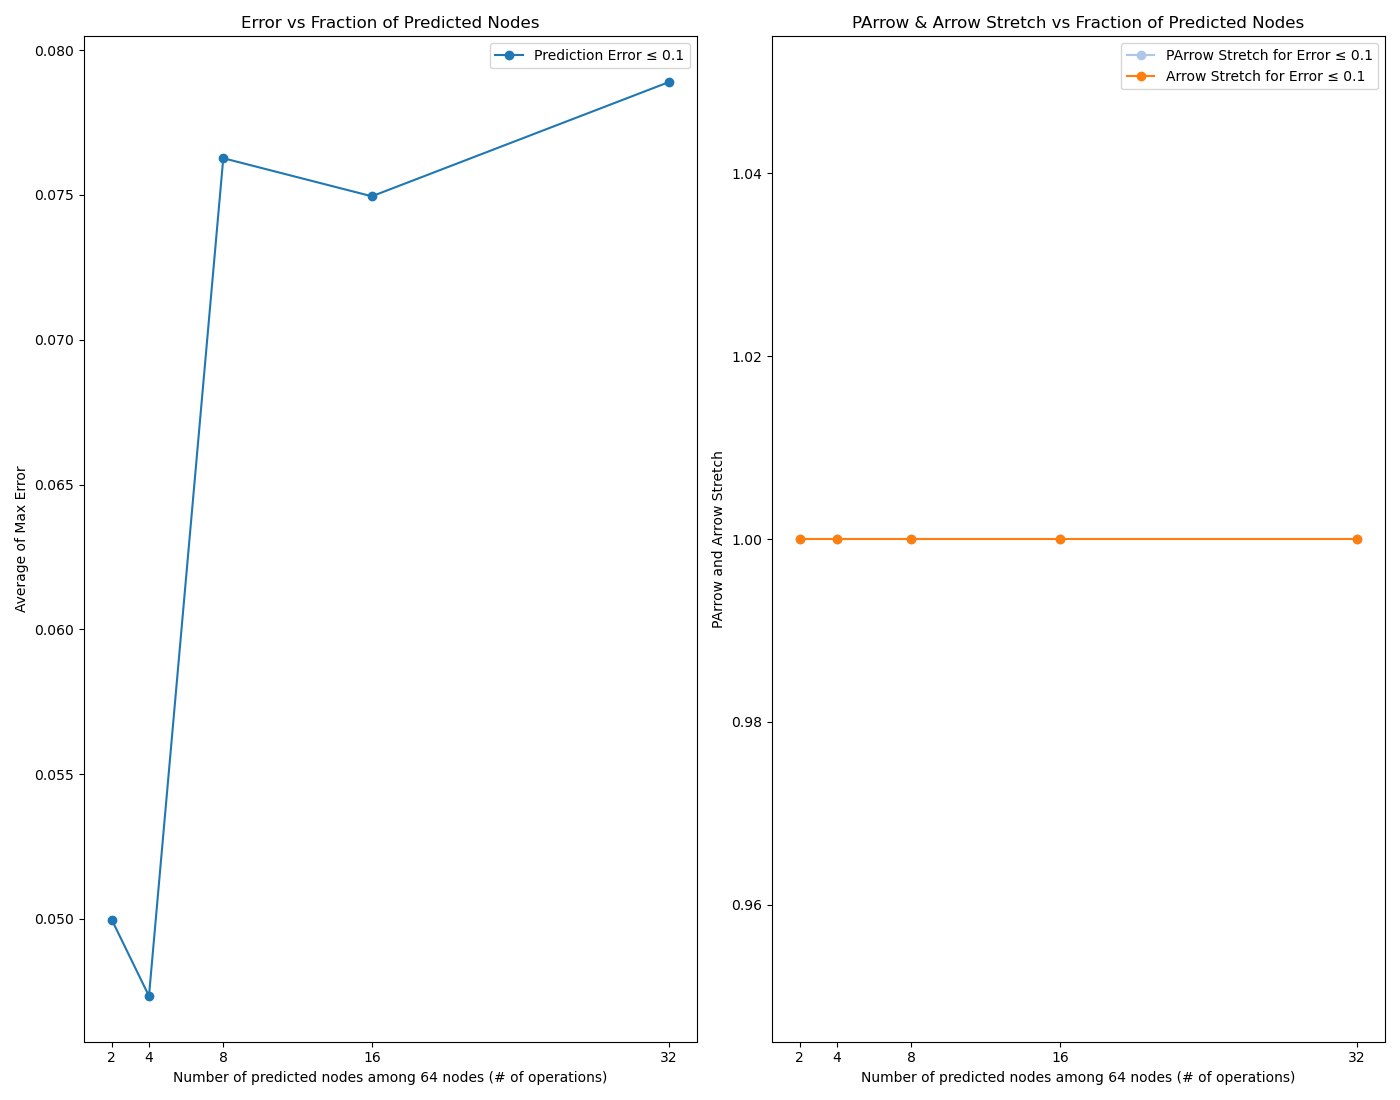 Error vs Fraction of Predicted Nodes
Prediction Error ≤ 0.1
0.080
0.075
0.070
0.065
0.060
0.055
0.050
Average of Max Error
2 4 8 16 32
Number of predicted nodes among 64 nodes (# of operations)
PArrow & Arrow Stretch vs Fraction of Predicted Nodes
PArrow Stretch for Error ≤ 0.1
Arrow Stretch for Error ≤ 0.1
1.04
1.02
1.00
0.98
0.96
PArrow and Arrow Stretch
2 4 8 16 32
Number of predicted nodes among 64 nodes (# of operations)